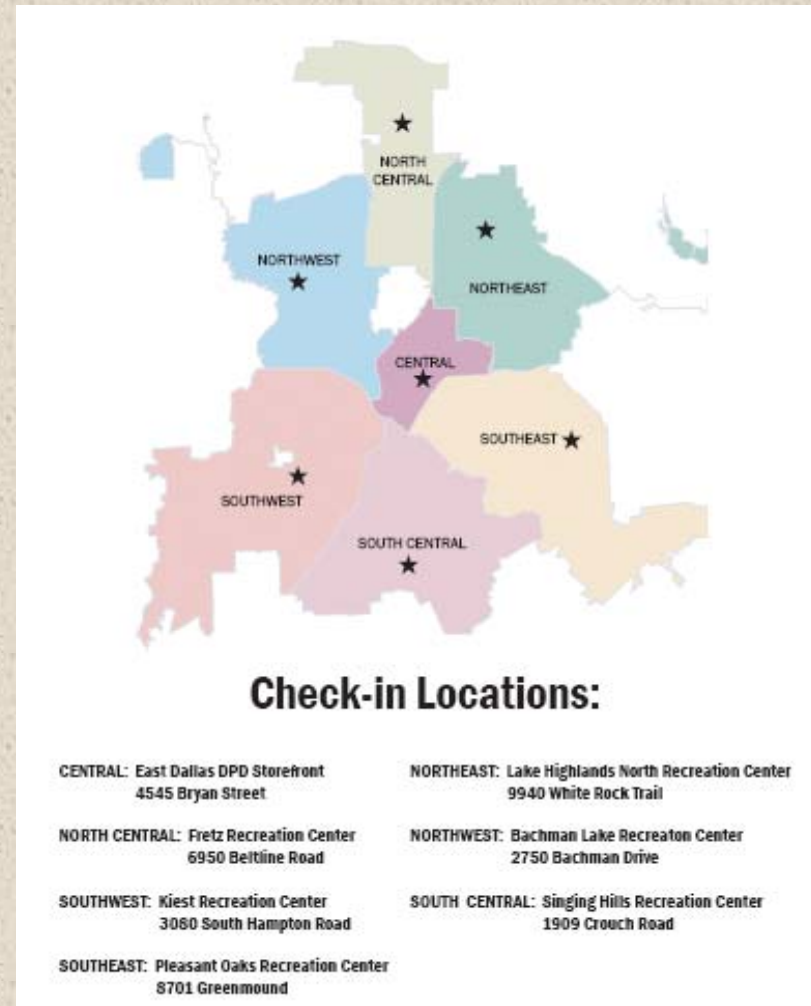 NORTH
CENTRAL
NORTHWEST
NORTHEAST
CENTRAL
SOUTHEAST
SOUTHWEST
SOUTH CENTRAL
Check-in Locations:
CENTRAL: East Dallas DPD Storefront
4545 Bryan Street
NORTH CENTRAL: Fretz Recreation Center
6950 Beltline Road
SOUTHWEST: Kiest Recreation Center
3080 South Hampton Road
SOUTHEAST: Pleasant Oaks Recreation Center
8701 Greenmound
NORTHEAST: Lake Highlands North Recreation Center
9940 White Rock Trail
NORTHWEST: Bachman Lake Recreaton Center
2750 Bachman Drive
SOUTH CENTRAL: Singing Hills Recreation Center
1909 Crouch Road